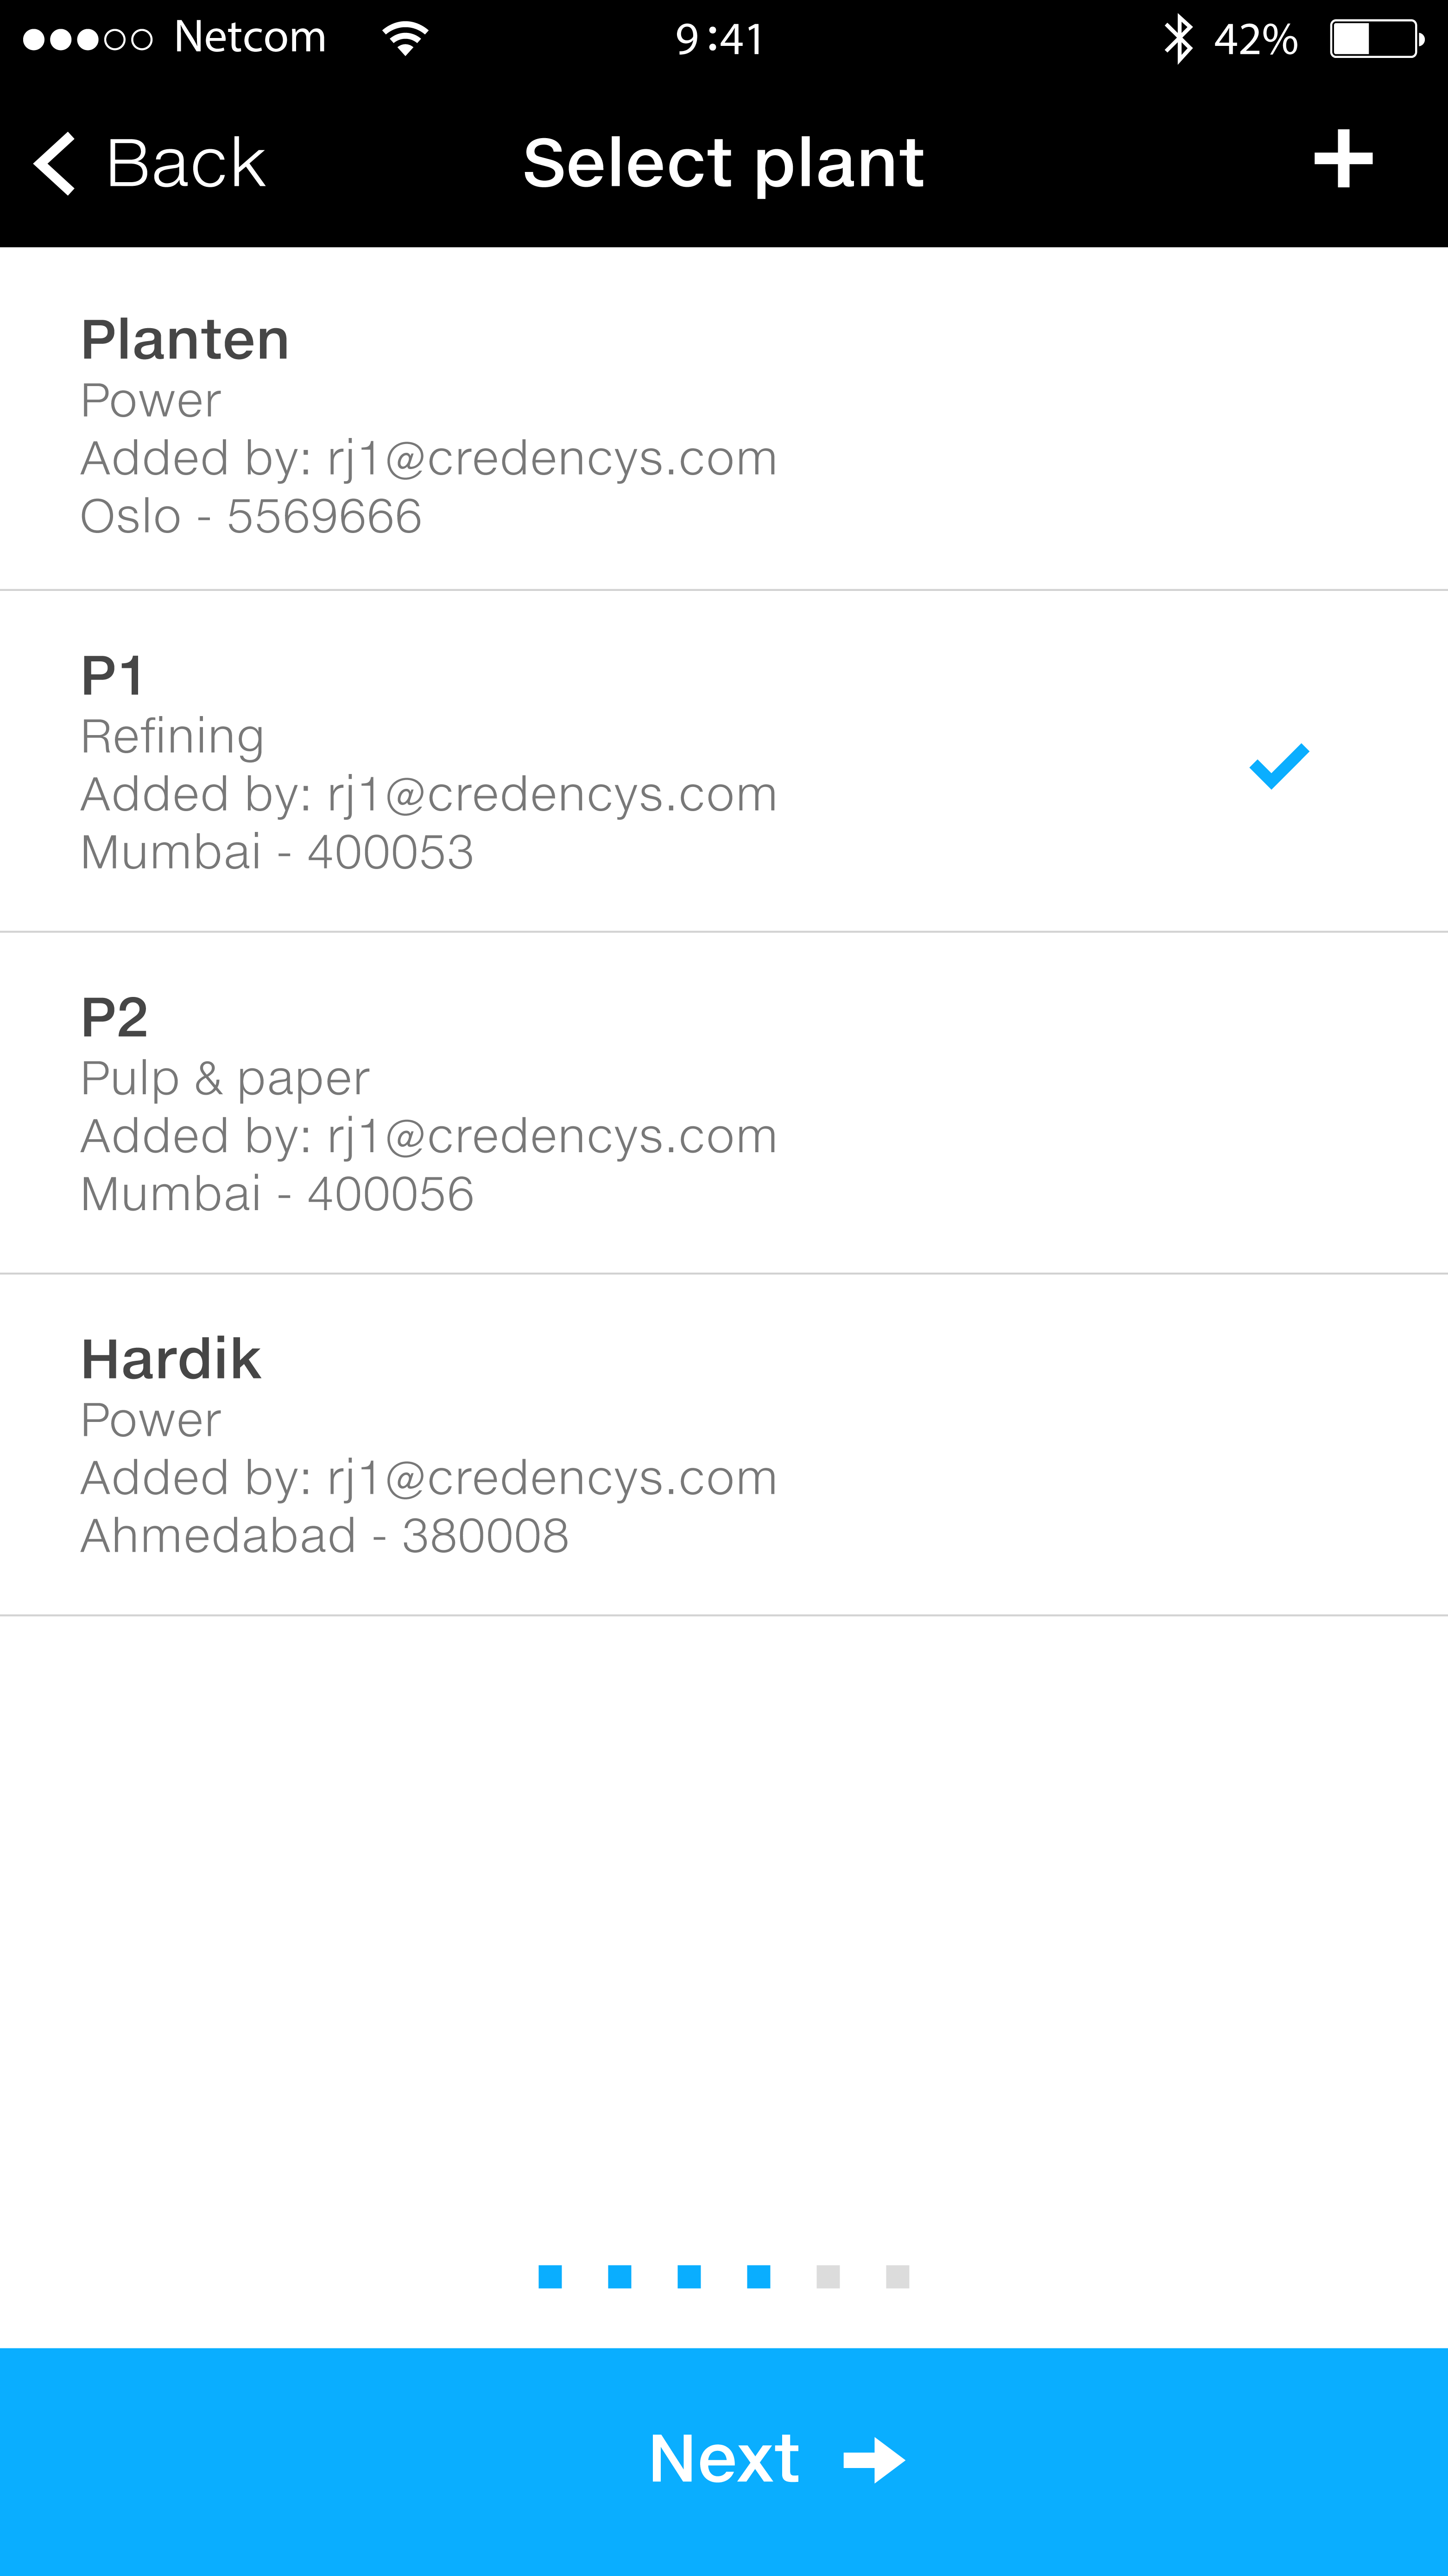 Netcom 9:41 42%
Back Select plant +
Planten
Power
Added by: rj1@credencys.com
Oslo - 5569666
P1
Refining
Added by: rj1@credencys.com
Mumbai - 400053
P2
Pulp & paper
Added by: rj1@credencys.com
Mumbai - 400056
Hardik
Power
Added by: rj1@credencys.com
Ahmedabad - 380008
Next